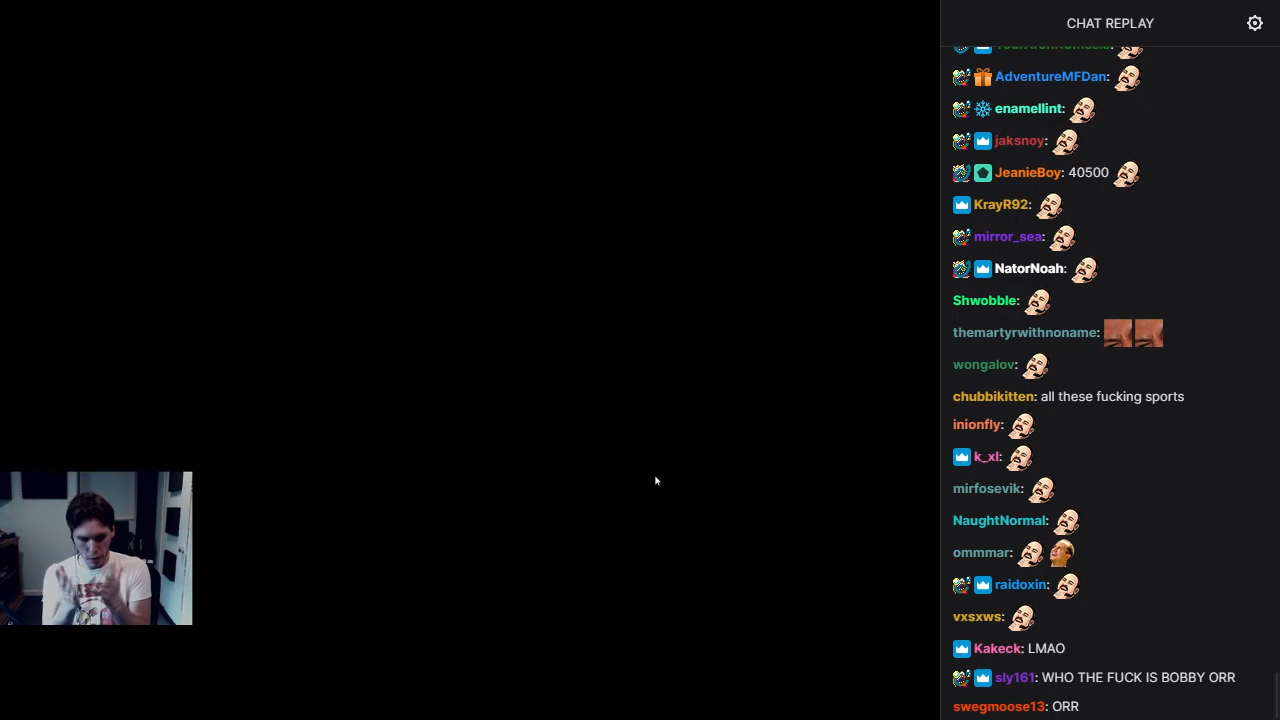 CHAT REPLAY
AdventureMFDan:
enamellint:
jaksnoy:
JeanieBoy: 40500
KrayR92:
mirror_sea:
NatorNoah:
Shwobble:
themartyrwithnoname:
wongalov:
chubbikitten: all these fucking sports
inionfly:
k_xl:
mirfosevik:
NaughtNormal:
ommmar:
raidoxin:
vxsxws:
Kakeck: LMAO
sly161: WHO THE FUCK IS BOBBY ORR
swegmoose13: ORR